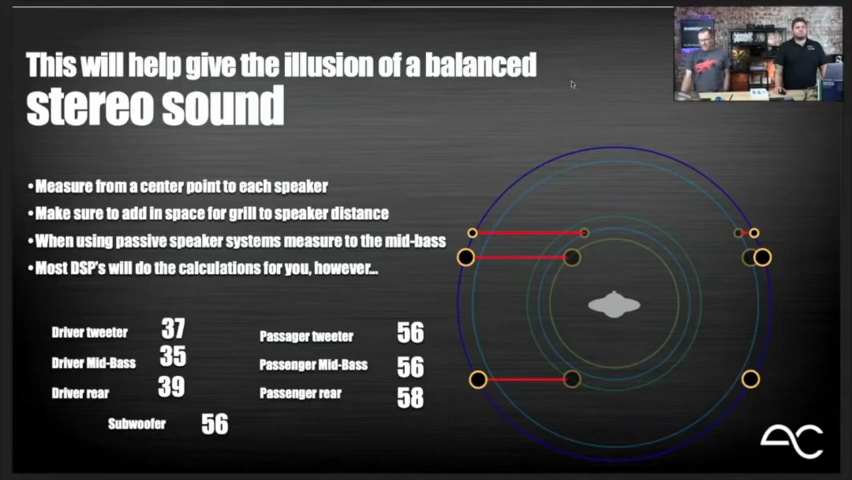 This will help give the illusion of a balanced
stereo sound
• Measure from a center point to each speaker
• Make sure to add in space for grill to speaker distance
• When using passive speaker systems measure to the mid-bass
• Most DSP's will do the calculations for you, however...
Driver tweeter 37
Driver Mid-Bass 35
Driver rear 39
Passager tweeter 56
Passenger Mid-Bass 56
Passenger rear 58
Subwoofer 56
AC